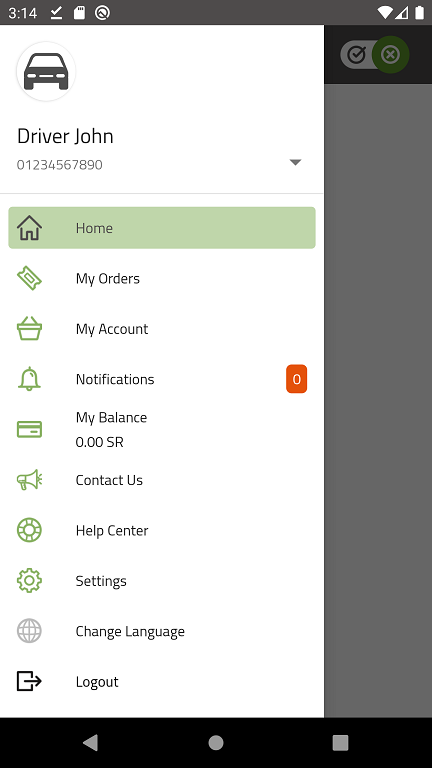 3:14
Driver John
01234567890
Home
My Orders
My Account
Notifications
0
My Balance
0.00 SR
Contact Us
Help Center
Settings
Change Language
Logout